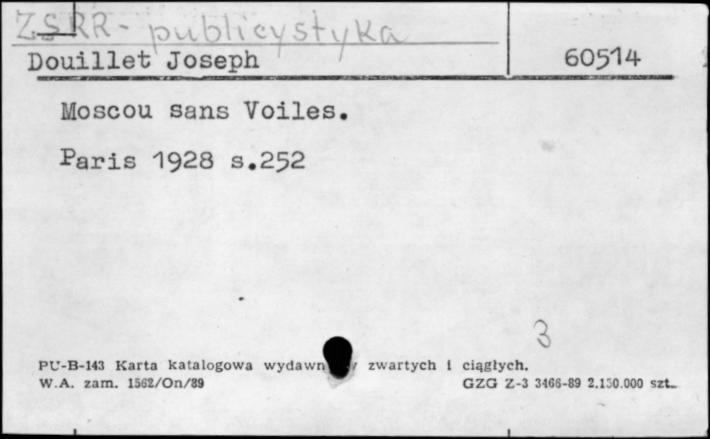 ZSRR - publicystyka
Douillet Joseph 60514
Moscou sans Voiles.
Paris 1928 s.252
3
PU-B-143 Karta katalogowa zwartych i ciągłych.
W.A. zam. 1562/On/89 GZG Z-3 3466-89 2.150.000 szt.